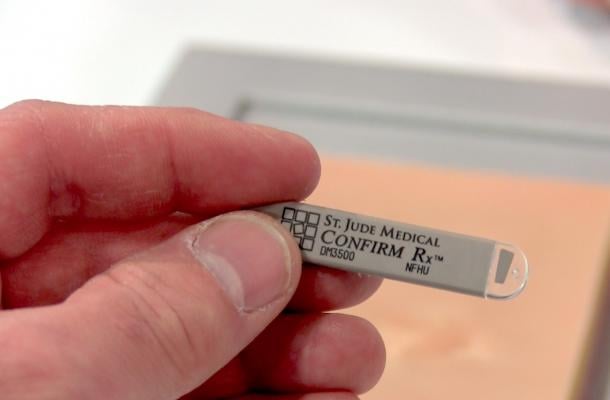 St. Jude Medical
Confirm Rx™
DM3500 NFHU